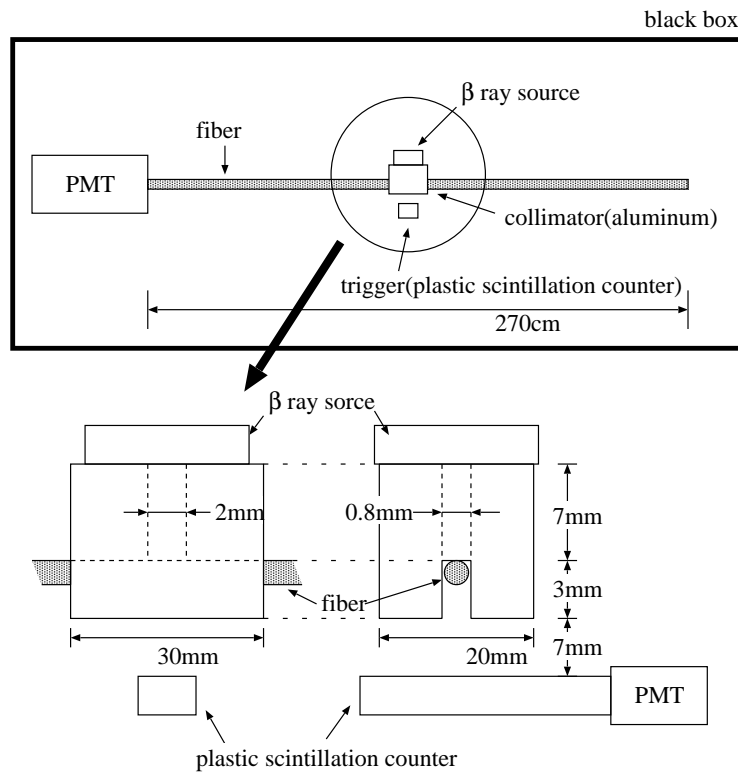 black box
β ray source
fiber
PMT
collimator(aluminum)
trigger(plastic scintillation counter)
270cm
β ray sorce
2mm
0.8mm
7mm
fiber
3mm
30mm
20mm
7mm
PMT
plastic scintillation counter